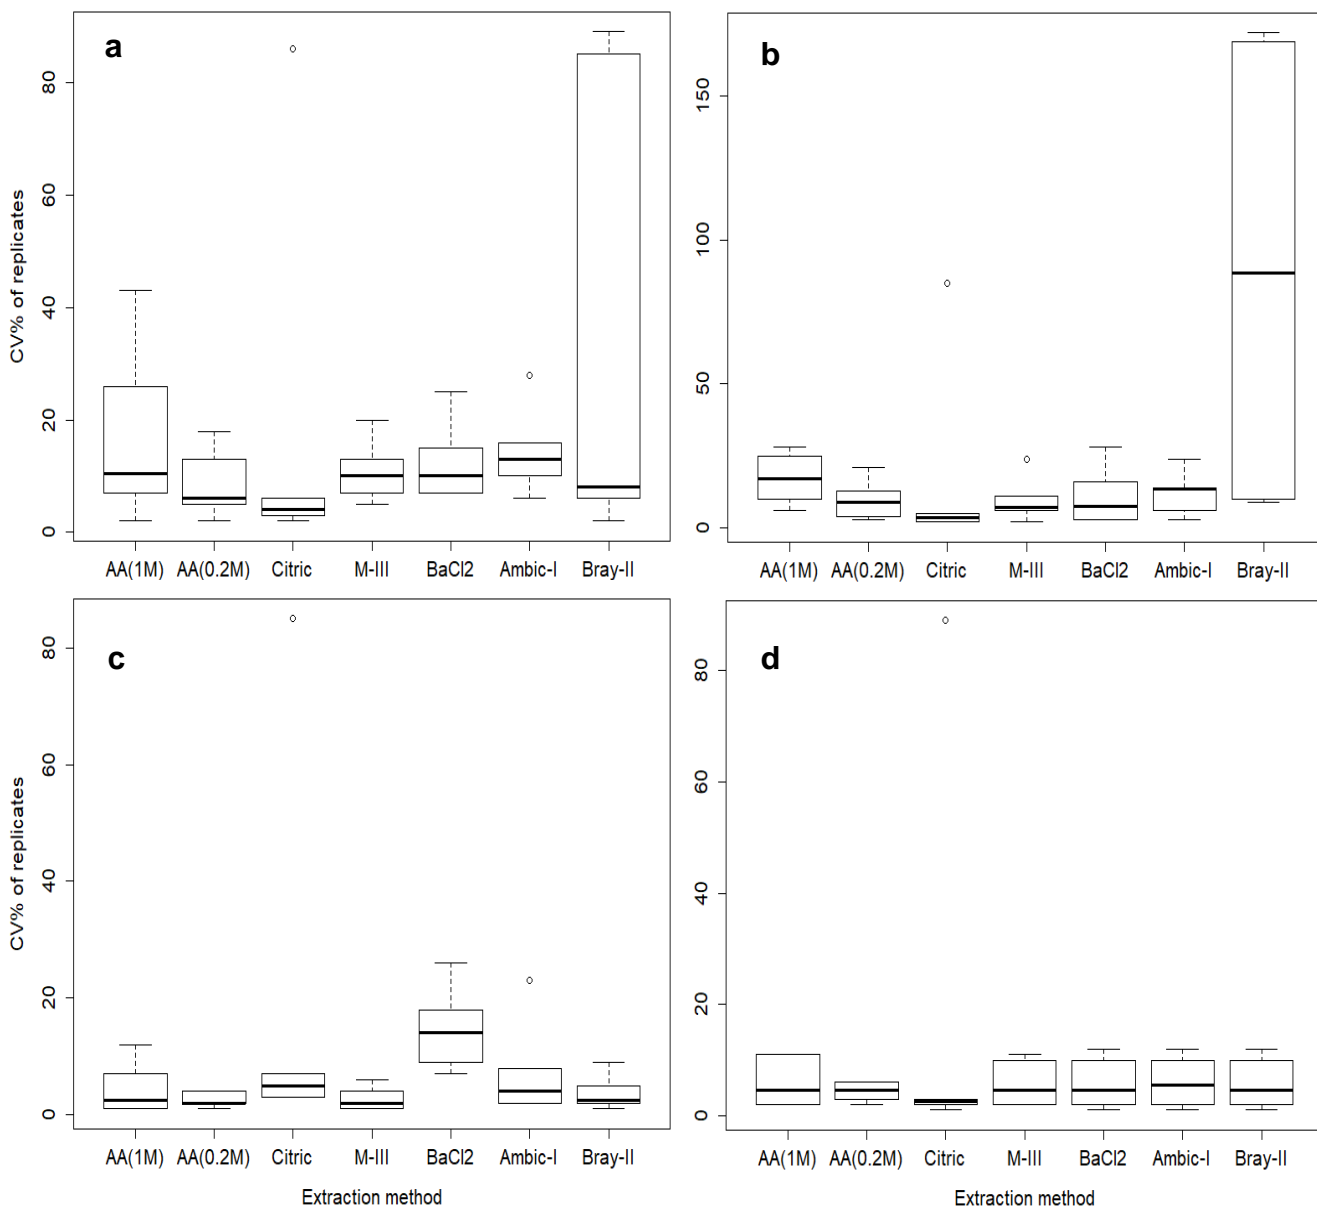 a
CV% of replicates
0 20 40 60 80
AA(1M) AA(0.2M) Citric M-III BaCl2 Ambic-I Bray-II
b
0 50 100 150
AA(1M) AA(0.2M) Citric M-III BaCl2 Ambic-I Bray-II
c
CV% of replicates
0 20 40 60 80
AA(1M) AA(0.2M) Citric M-III BaCl2 Ambic-I Bray-II
Extraction method
d
0 20 40 60 80
AA(1M) AA(0.2M) Citric M-III BaCl2 Ambic-I Bray-II
Extraction method